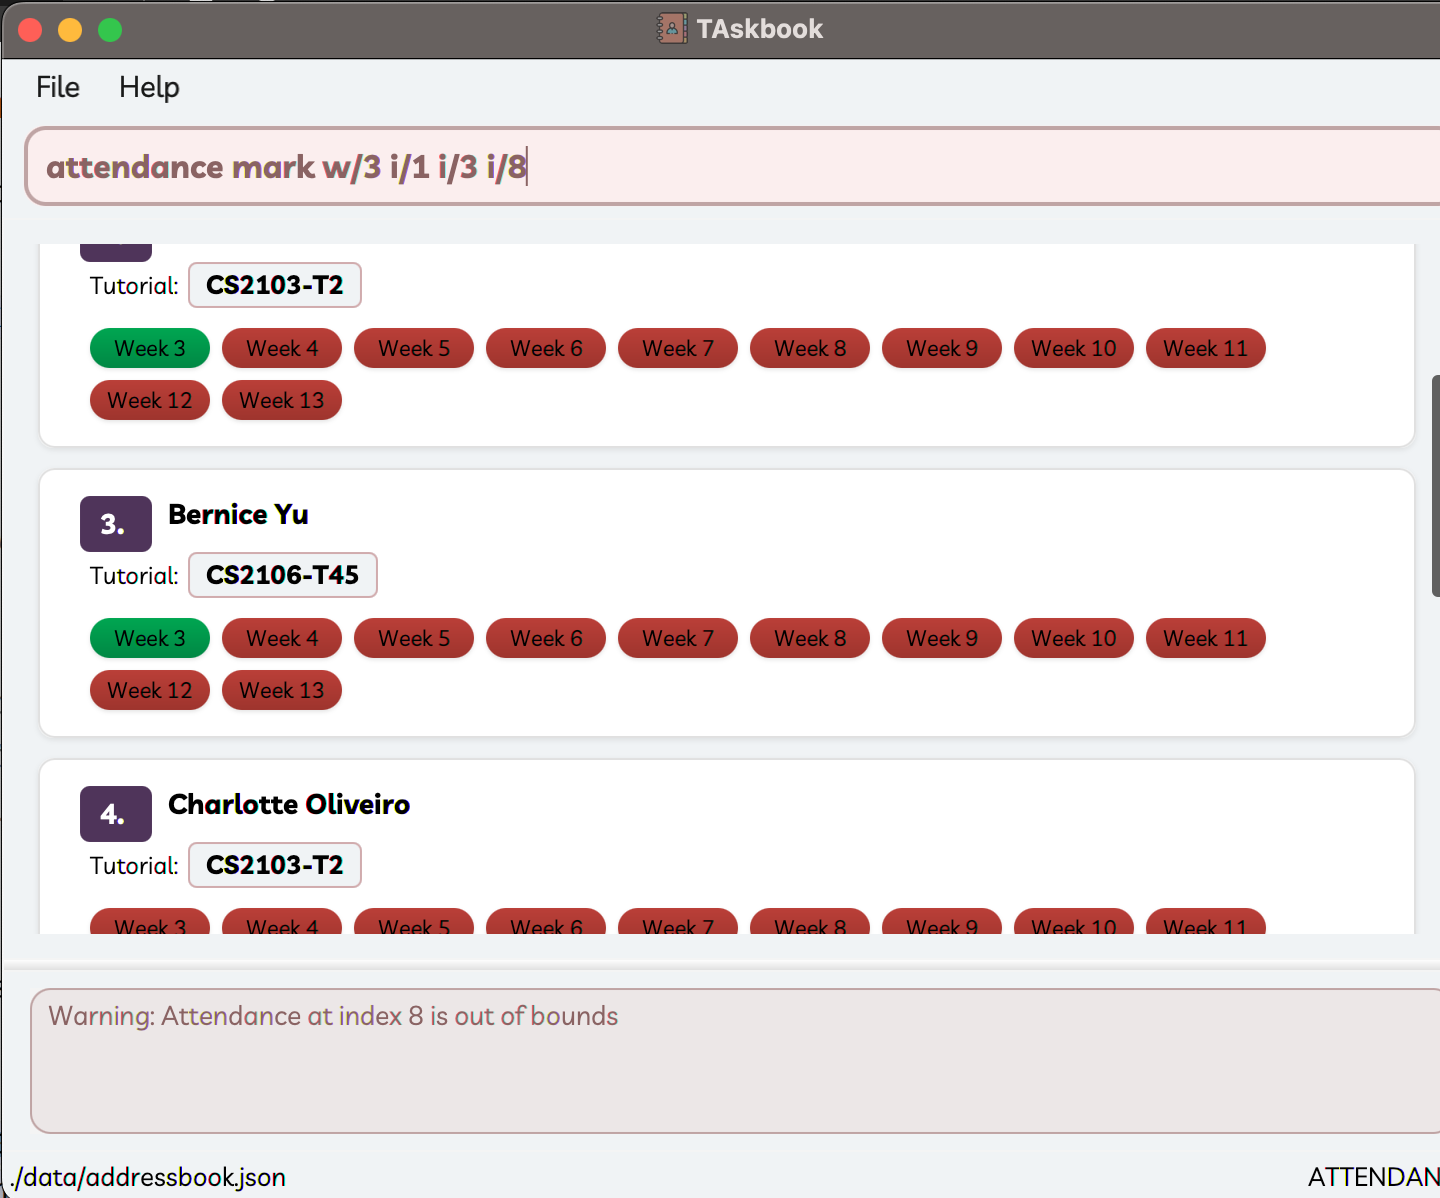 TAskbook
File Help
attendance mark w/3 i/1 i/3 i/8
Tutorial: CS2103-T2
Week 3 Week 4 Week 5 Week 6 Week 7 Week 8 Week 9 Week 10 Week 11
Week 12 Week 13
3. Bernice Yu
Tutorial: CS2106-T45
Week 3 Week 4 Week 5 Week 6 Week 7 Week 8 Week 9 Week 10 Week 11
Week 12 Week 13
4. Charlotte Oliveiro
Tutorial: CS2103-T2
Week 3 Week 4 Week 5 Week 6 Week 7 Week 8 Week 9 Week 10 Week 11
Warning: Attendance at index 8 is out of bounds
./data/addressbook.json ATTENDAN